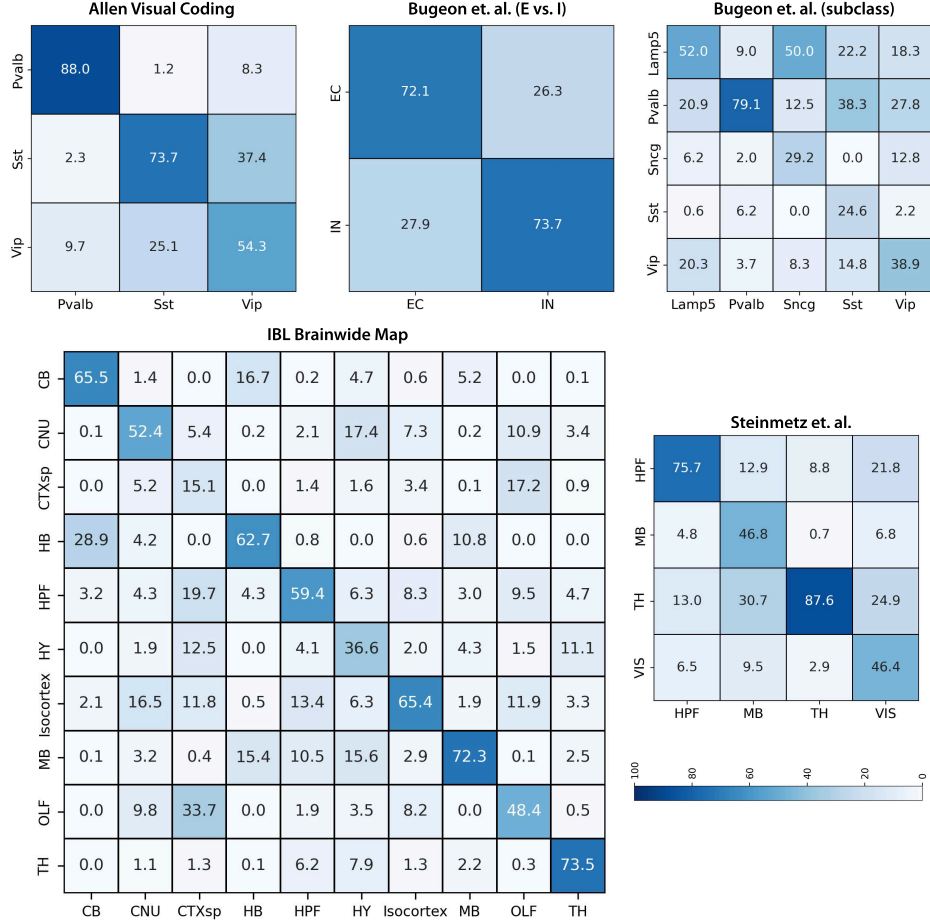 Allen Visual Coding
Pvalb 88.0 1.2 8.3
Sst 2.3 73.7 37.4
Vip 9.7 25.1 54.3
Pvalb Sst Vip
Bugeon et. al. (E vs. I)
EC 72.1 26.3
IN 27.9 73.7
EC IN
Bugeon et. al. (subclass)
Lamp5 52.0 9.0 50.0 22.2 18.3
Pvalb 20.9 79.1 12.5 38.3 27.8
Sncg 6.2 2.0 29.2 0.0 12.8
Sst 0.6 6.2 0.0 24.6 2.2
Vip 20.3 3.7 8.3 14.8 38.9
Lamp5 Pvalb Sncg Sst Vip
IBL Brainwide Map
CB 65.5 1.4 0.0 16.7 0.2 4.7 0.6 5.2 0.0 0.1
CNU 0.1 52.4 5.4 0.2 2.1 17.4 7.3 0.2 10.9 3.4
CTXsp 0.0 5.2 15.1 0.0 1.4 1.6 3.4 0.1 17.2 0.9
HB 28.9 4.2 0.0 62.7 0.8 0.0 0.6 10.8 0.0 0.0
HPF 3.2 4.3 19.7 4.3 59.4 6.3 8.3 3.0 9.5 4.7
HY 0.0 1.9 12.5 0.0 4.1 36.6 2.0 4.3 1.5 11.1
Isocortex 2.1 16.5 11.8 0.5 13.4 6.3 65.4 1.9 11.9 3.3
MB 0.1 3.2 0.4 15.4 10.5 15.6 2.9 72.3 0.1 2.5
OLF 0.0 9.8 33.7 0.0 1.9 3.5 8.2 0.0 48.4 0.5
TH 0.0 1.1 1.3 0.1 6.2 7.9 1.3 2.2 0.3 73.5
CB CNU CTXsp HB HPF HY Isocortex MB OLF TH
Steinmetz et. al.
HPF 75.7 12.9 8.8 21.8
MB 4.8 46.8 0.7 6.8
TH 13.0 30.7 87.6 24.9
VIS 6.5 9.5 2.9 46.4
HPF MB TH VIS
100 80 60 40 20 0